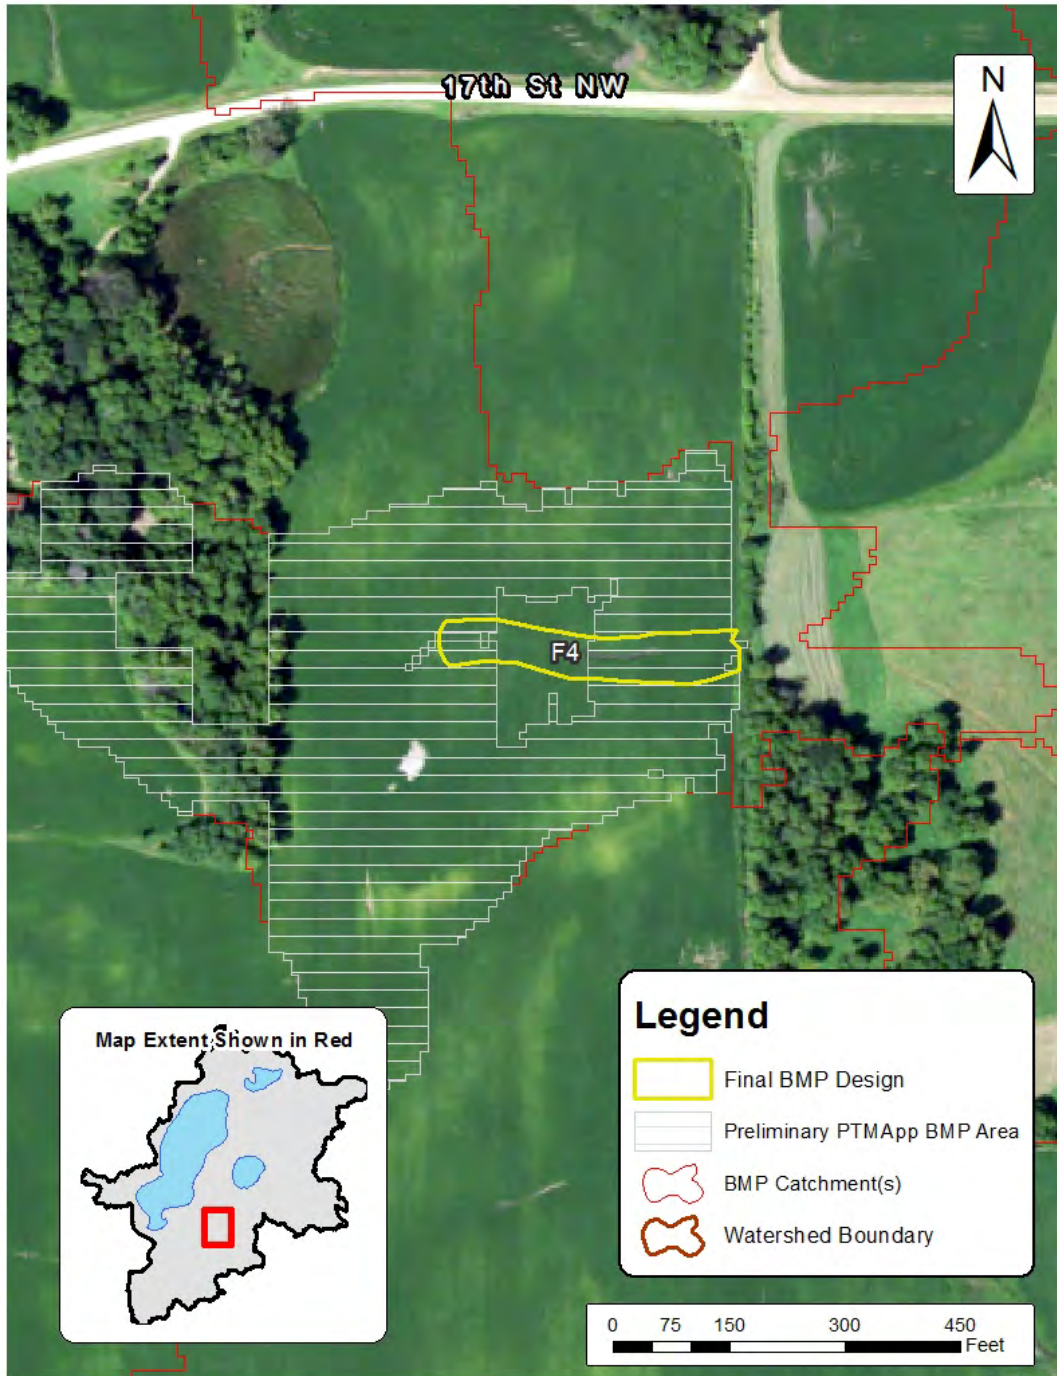 17th St NW
N
F4
Legend
Final BMP Design
Preliminary PTMApp BMP Area
BMP Catchment(s)
Watershed Boundary
Map Extent Shown in Red
0 75 150 300 450
Feet